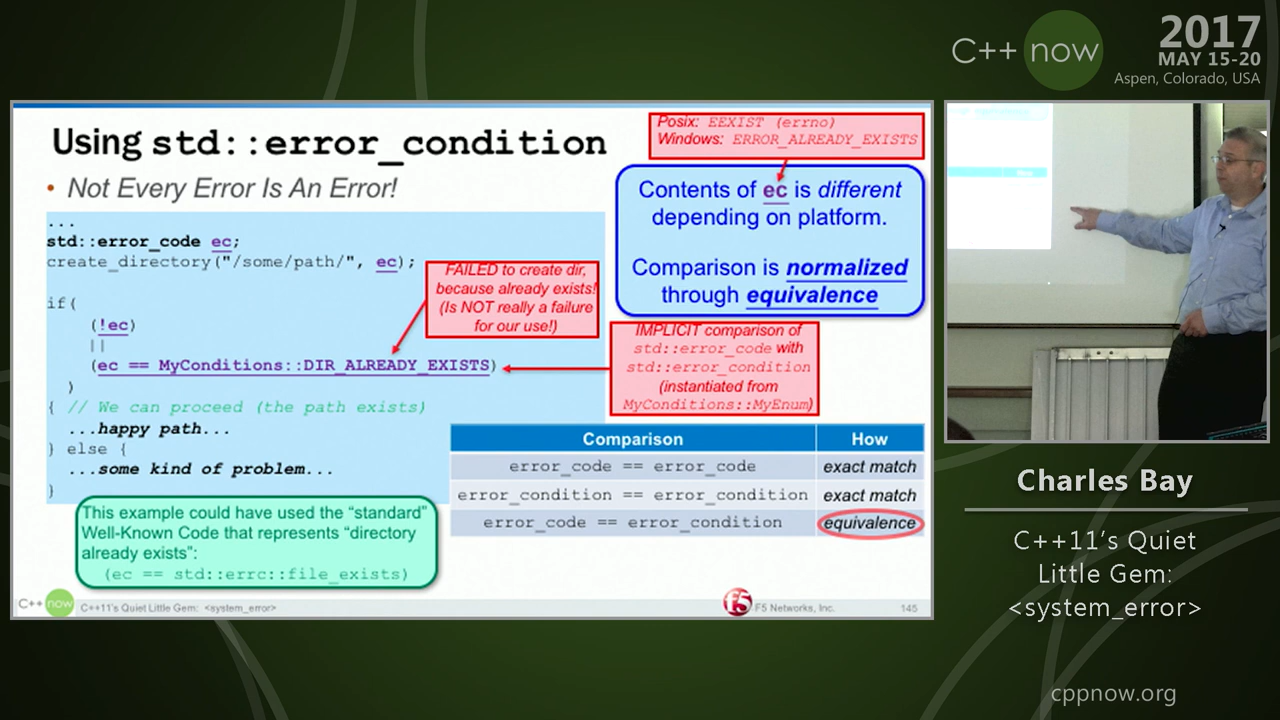 C++ now
2017
MAY 15-20
Aspen, Colorado, USA
Using std::error_condition
• Not Every Error Is An Error!
...
std::error_code ec;
create_directory("/some/path/", ec);
if(
(!ec)
||
(ec == MyConditions::DIR_ALREADY_EXISTS)
)
{ // We can proceed (the path exists)
...happy path...
} else {
...some kind of problem...
}
FAILED to create dir,
because already exists!
(Is NOT really a failure
for our use!)
Posix: EEXIST (errno)
Windows: ERROR_ALREADY_EXISTS
Contents of ec is different
depending on platform.
Comparison is normalized
through equivalence
IMPLICIT comparison of
std::error_code with
std::error_condition
(instantiated from
MyConditions::MyEnum)
Comparison How
error_code == error_code exact match
error_condition == error_condition exact match
error_code == error_condition equivalence
This example could have used the “standard”
Well-Known Code that represents “directory
already exists”:
(ec == std::errc::file_exists)
C++ now C++11's Quiet Little Gem: <system_error> F5 F5 Networks, Inc. 145
Charles Bay
C++11’s Quiet
Little Gem:
<system_error>
cppnow.org